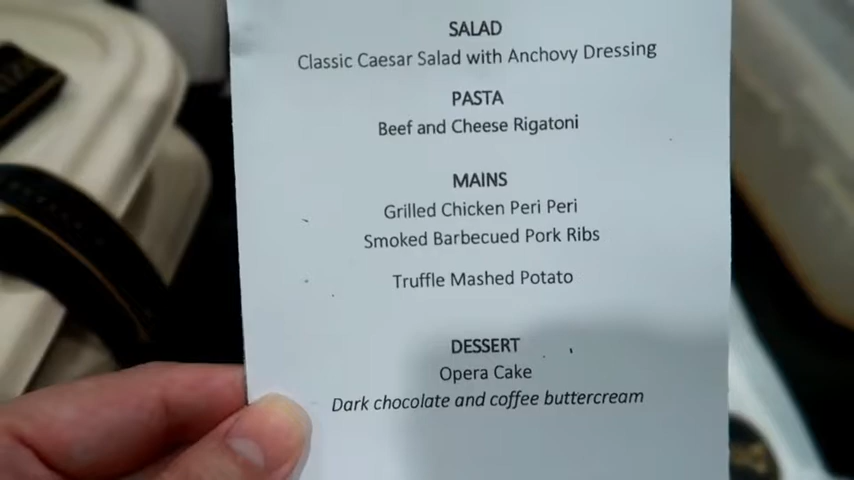 SALAD
Classic Caesar Salad with Anchovy Dressing
PASTA
Beef and Cheese Rigatoni
MAINS
Grilled Chicken Peri Peri
Smoked Barbecued Pork Ribs
Truffle Mashed Potato
DESSERT
Opera Cake
Dark chocolate and coffee buttercream